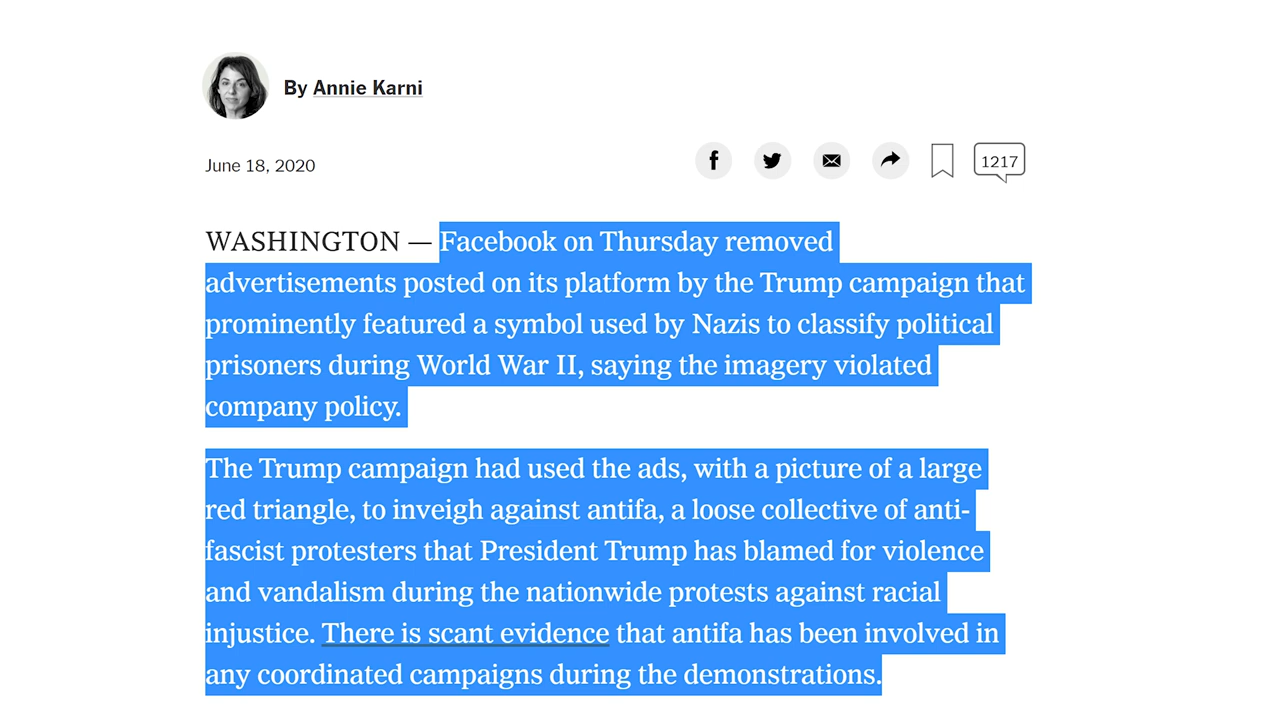 By Annie Karni
June 18, 2020
1217
WASHINGTON — Facebook on Thursday removed
advertisements posted on its platform by the Trump campaign that
prominently featured a symbol used by Nazis to classify political
prisoners during World War II, saying the imagery violated
company policy.
The Trump campaign had used the ads, with a picture of a large
red triangle, to inveigh against antifa, a loose collective of anti-
fascist protesters that President Trump has blamed for violence
and vandalism during the nationwide protests against racial
injustice. There is scant evidence that antifa has been involved in
any coordinated campaigns during the demonstrations.